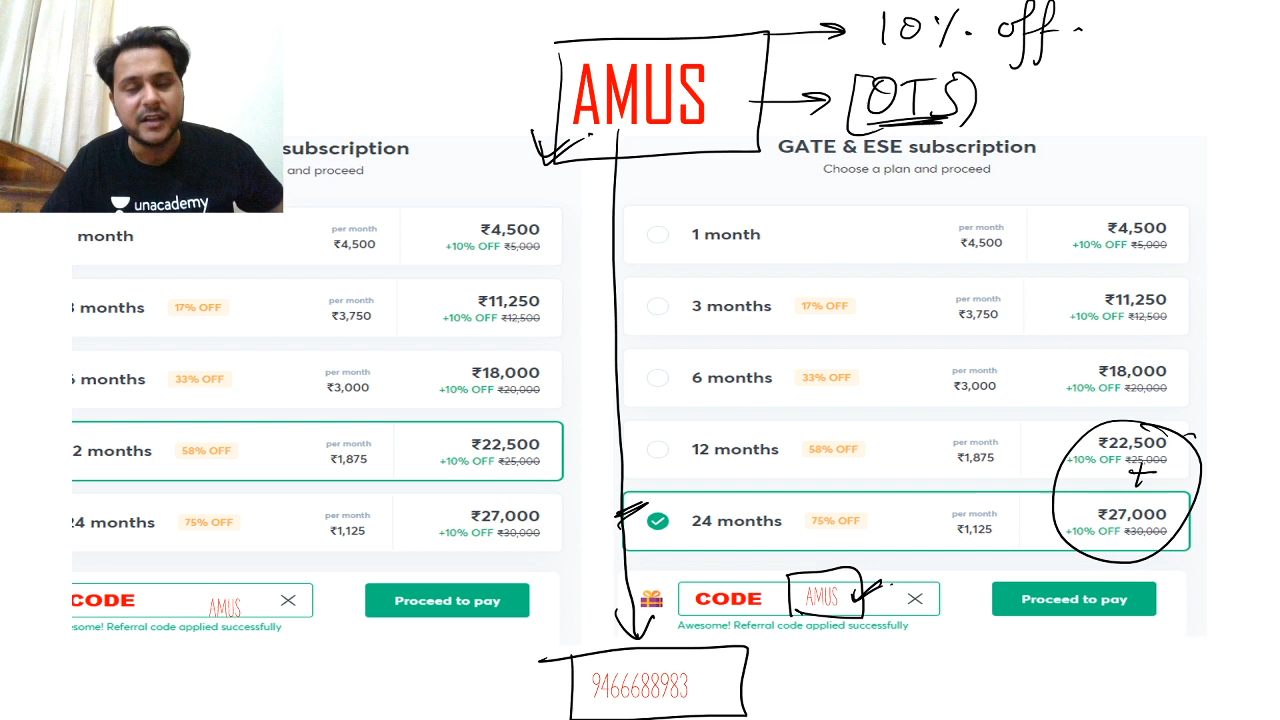 10% off.
AMUS
OTS
unacademy
subscription
and proceed
month
per month
₹4,500
₹4,500
+10% OFF ₹5,000
3 months
17% OFF
per month
₹3,750
₹11,250
+10% OFF ₹12,500
6 months
33% OFF
per month
₹3,000
₹18,000
+10% OFF ₹20,000
2 months
58% OFF
per month
₹1,875
₹22,500
+10% OFF ₹25,000
24 months
75% OFF
per month
₹1,125
₹27,000
+10% OFF ₹30,000
CODE AMUS
Proceed to pay
esome! Referral code applied successfully
GATE & ESE subscription
Choose a plan and proceed
1 month
per month
₹4,500
₹4,500
+10% OFF ₹5,000
3 months
17% OFF
per month
₹3,750
₹11,250
+10% OFF ₹12,500
6 months
33% OFF
per month
₹3,000
₹18,000
+10% OFF ₹20,000
12 months
58% OFF
per month
₹1,875
₹22,500
+10% OFF ₹25,000
+
24 months
75% OFF
per month
₹1,125
₹27,000
+10% OFF ₹30,000
CODE AMUS
Proceed to pay
Awesome! Referral code applied successfully
9466688983